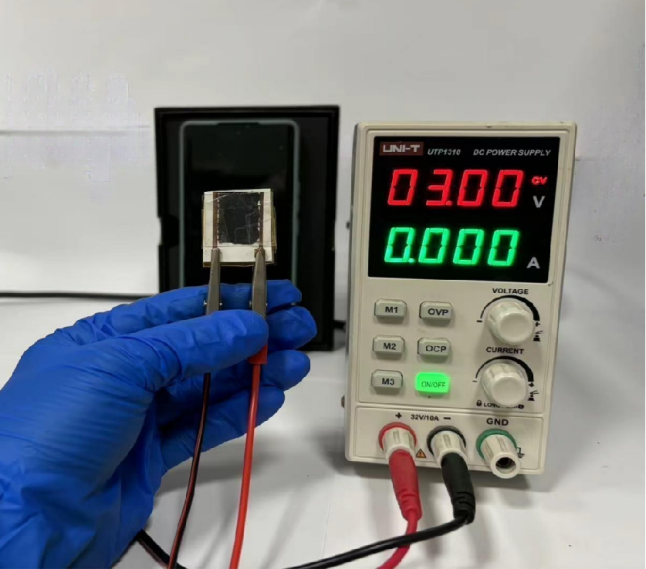 UNI-T UTP1310 DC POWER SUPPLY
03.00 CV V
0.000 A
VOLTAGE
M1 OVP
- +
M2 OCP
CURRENT
M3 ON/OFF
- +
+ 32V/10A -
GND